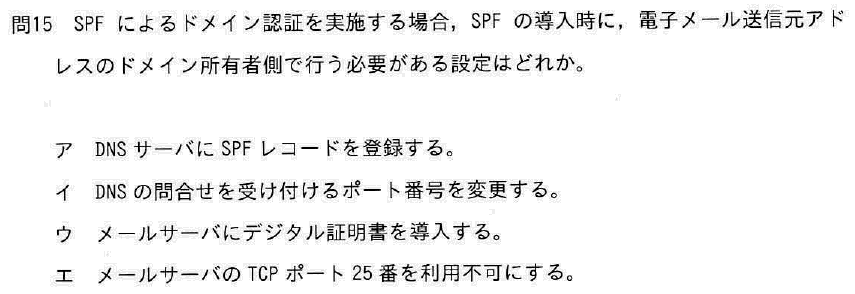 問15 SPF によるドメイン認証を実施する場合，SPF の導入時に，電子メール送信元アド
レスのドメイン所有者側で行う必要がある設定はどれか。
ア DNS サーバに SPF レコードを登録する。
イ DNS の問合せを受け付けるポート番号を変更する。
ウ メールサーバにデジタル証明書を導入する。
エ メールサーバの TCP ポート 25 番を利用不可にする。